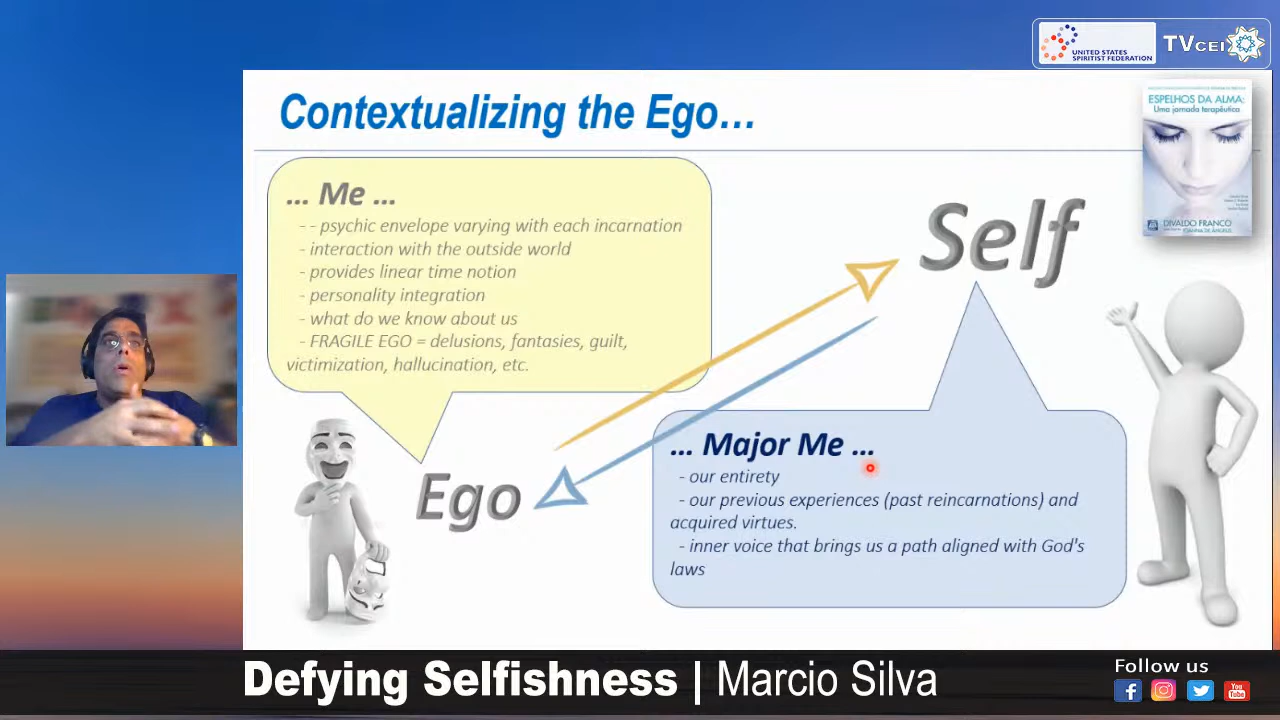 UNITED STATES
SPIRITIST FEDERATION
TVCEI
Contextualizing the Ego...
ESPELHOS DA ALMA:
Uma jornada terapêutica
DIVALDO FRANCO
... Me ...
- - psychic envelope varying with each incarnation
- interaction with the outside world
- provides linear time notion
- personality integration
- what do we know about us
- FRAGILE EGO = delusions, fantasies, guilt,
victimization, hallucination, etc.
Self
Ego
... Major Me ...
- our entirety
- our previous experiences (past reincarnations) and
acquired virtues.
- inner voice that brings us a path aligned with God's
laws
Defying Selfishness | Marcio Silva
Follow us
You
Tube